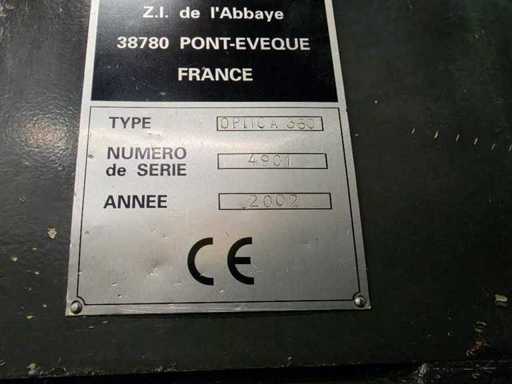 Z.I. de l'Abbaye
38780 PONT-EVEQUE
FRANCE
TYPE OPTICA 360
NUMERO de SERIE 4901
ANNEE 2002
CE